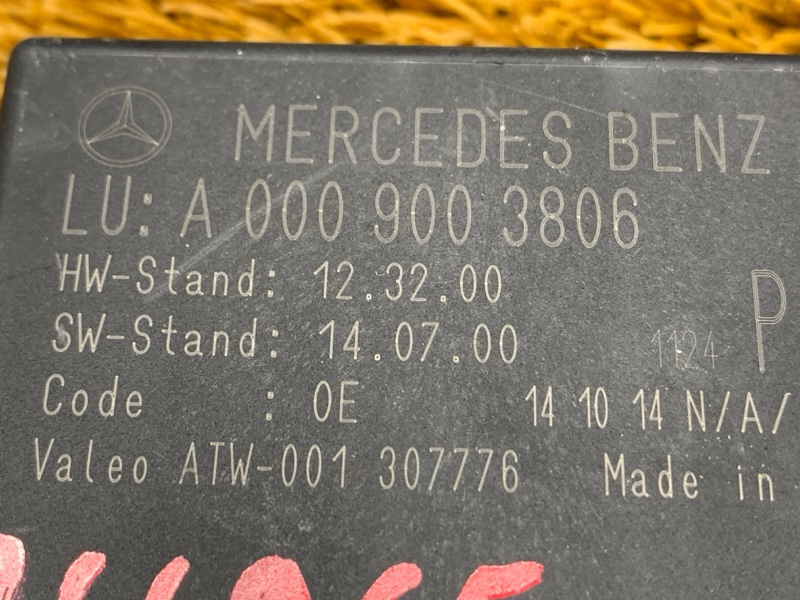 MERCEDES BENZ
LU: A 000 900 3806
HW-Stand: 12.32.00
SW-Stand: 14.07.00
1124 P
Code : 0E 14 10 14 N/A/
Valeo ATW-001 307776 Made in